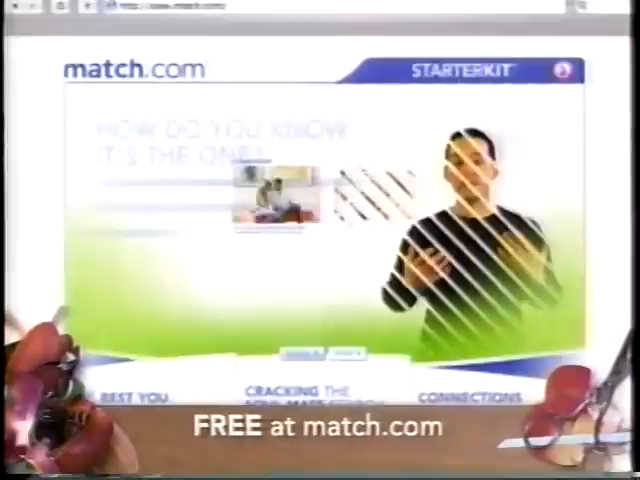 match.com
STARTERKIT
HOW DO YOU KNOW
IT'S THE ONE?
BEST YOU.
CRACKING THE
CONNECTIONS
FREE at match.com